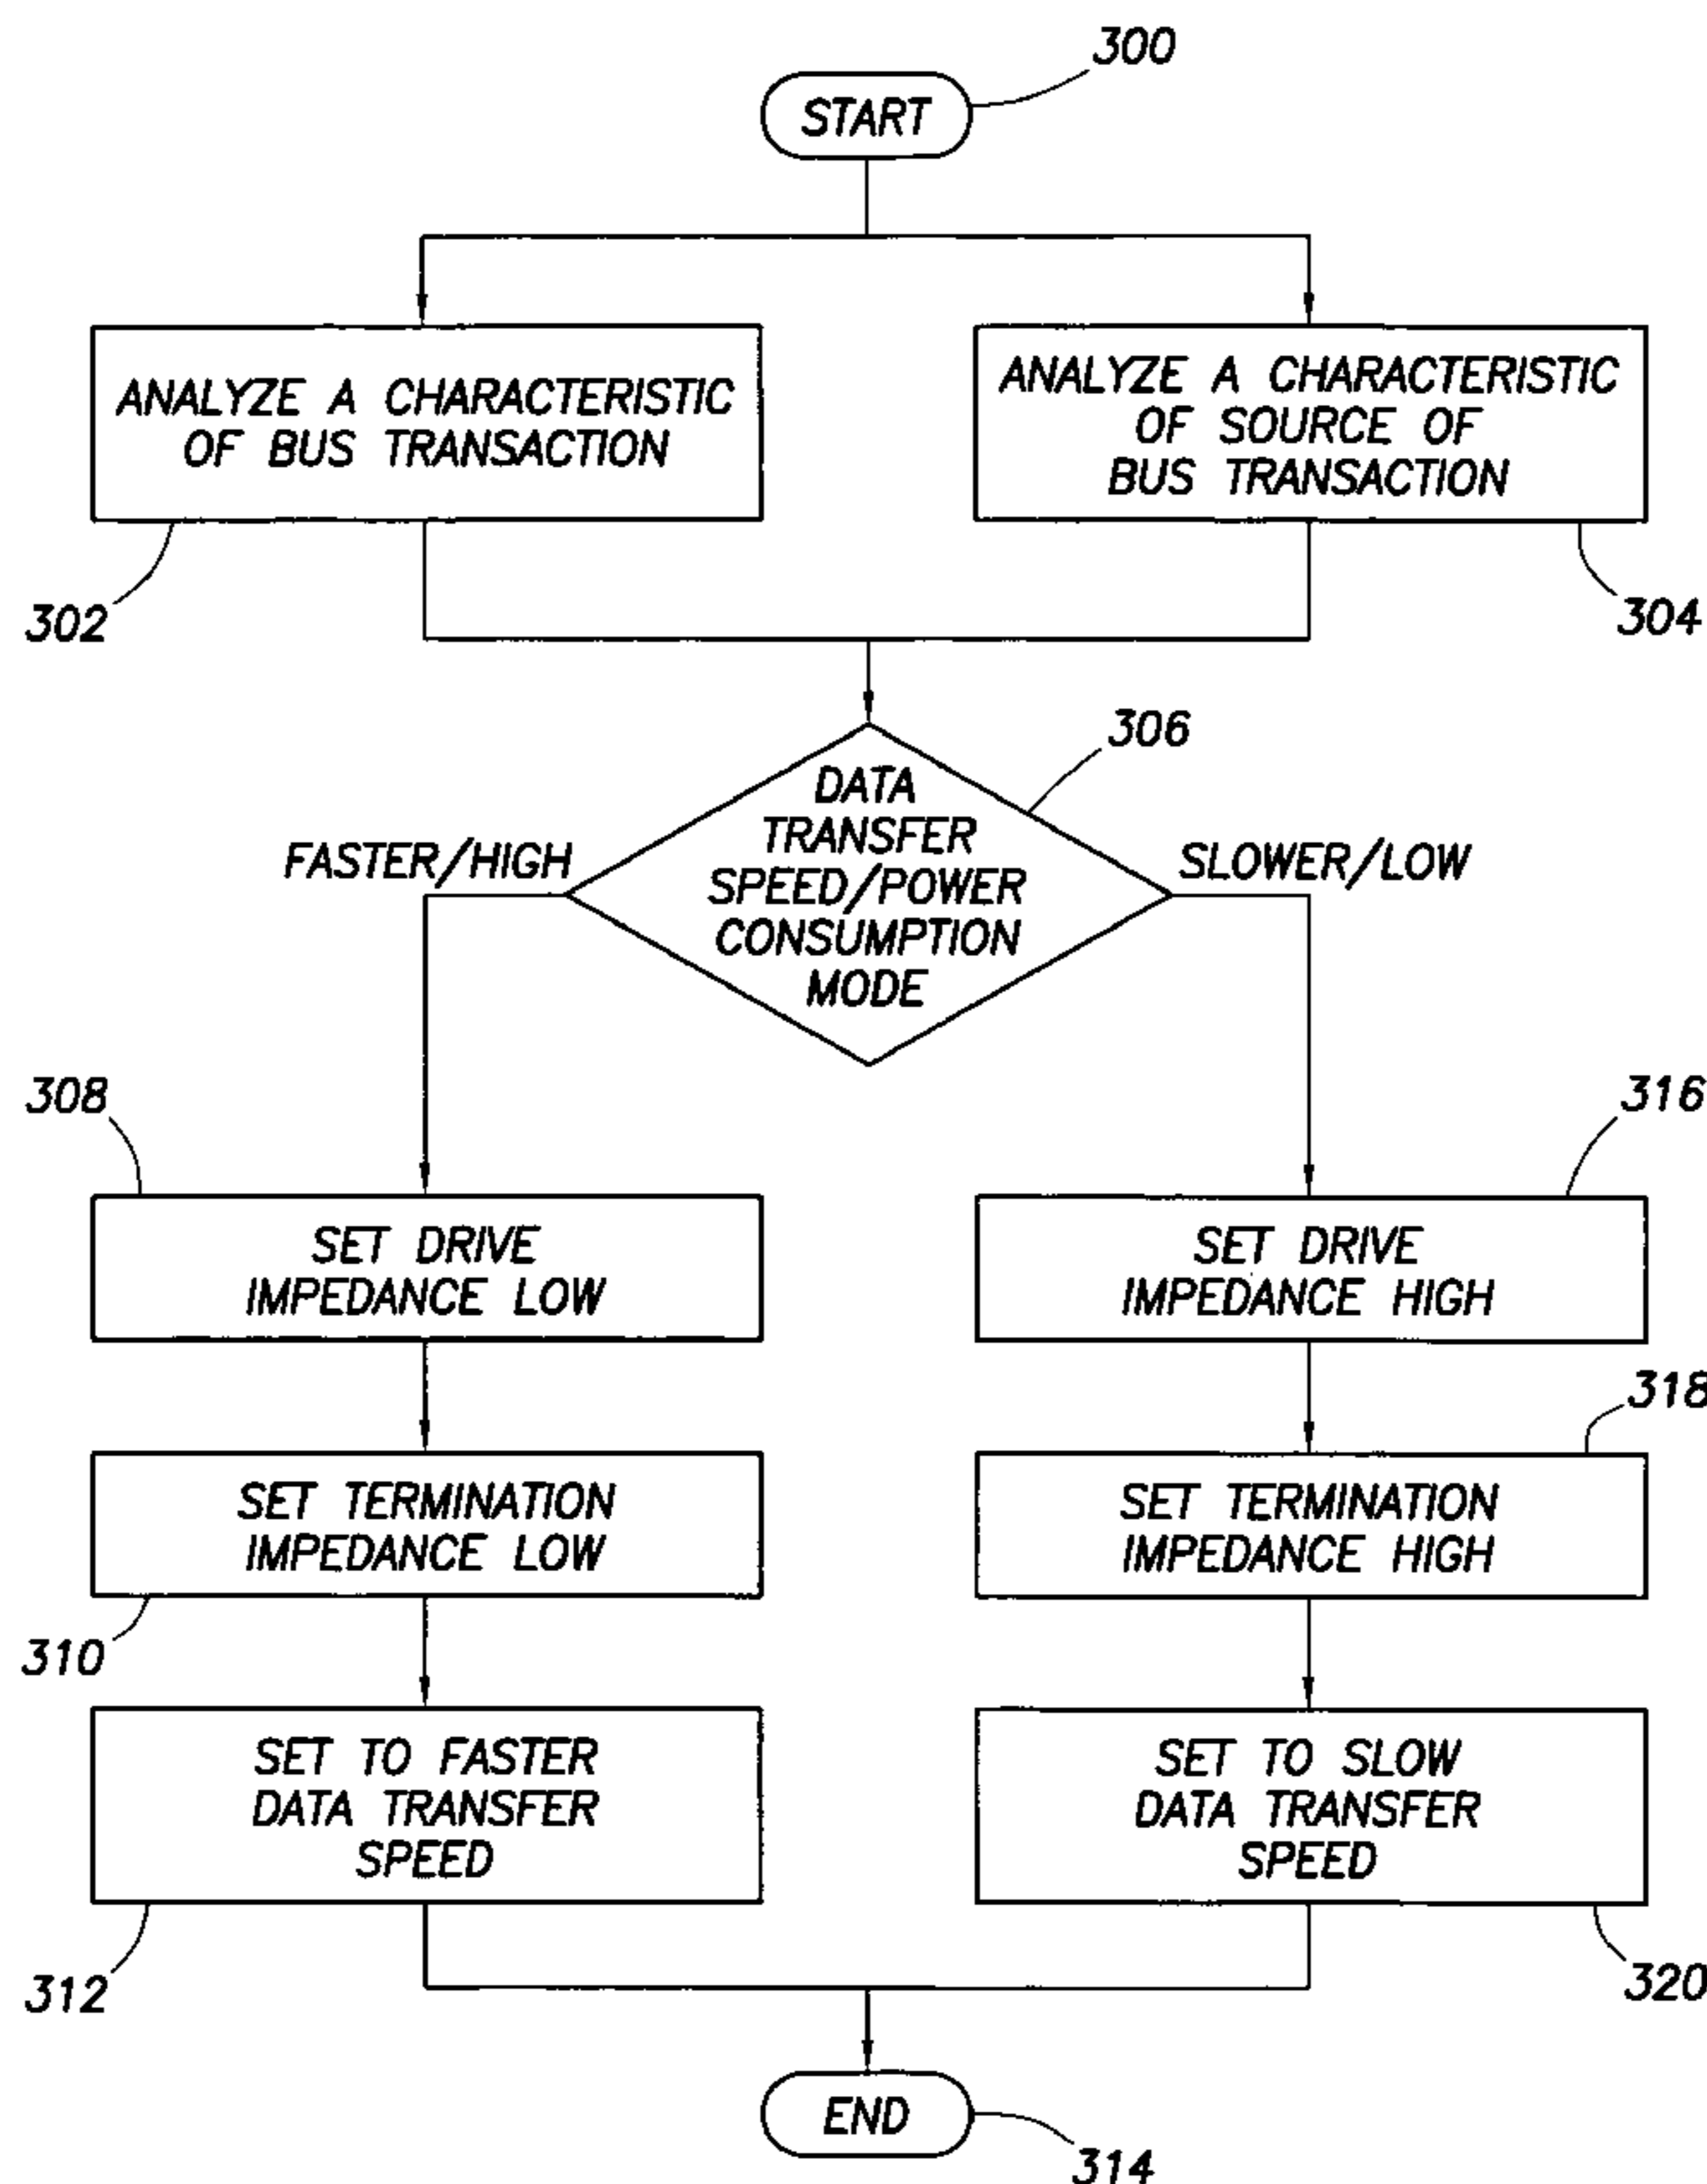 300
START
ANALYZE A CHARACTERISTIC
OF BUS TRANSACTION
ANALYZE A CHARACTERISTIC
OF SOURCE OF
BUS TRANSACTION
302
304
306
DATA
TRANSFER
SPEED/POWER
CONSUMPTION
MODE
FASTER/HIGH
SLOWER/LOW
308
316
SET DRIVE
IMPEDANCE LOW
SET DRIVE
IMPEDANCE HIGH
318
SET TERMINATION
IMPEDANCE LOW
SET TERMINATION
IMPEDANCE HIGH
310
SET TO FASTER
DATA TRANSFER
SPEED
SET TO SLOW
DATA TRANSFER
SPEED
312
320
END
314